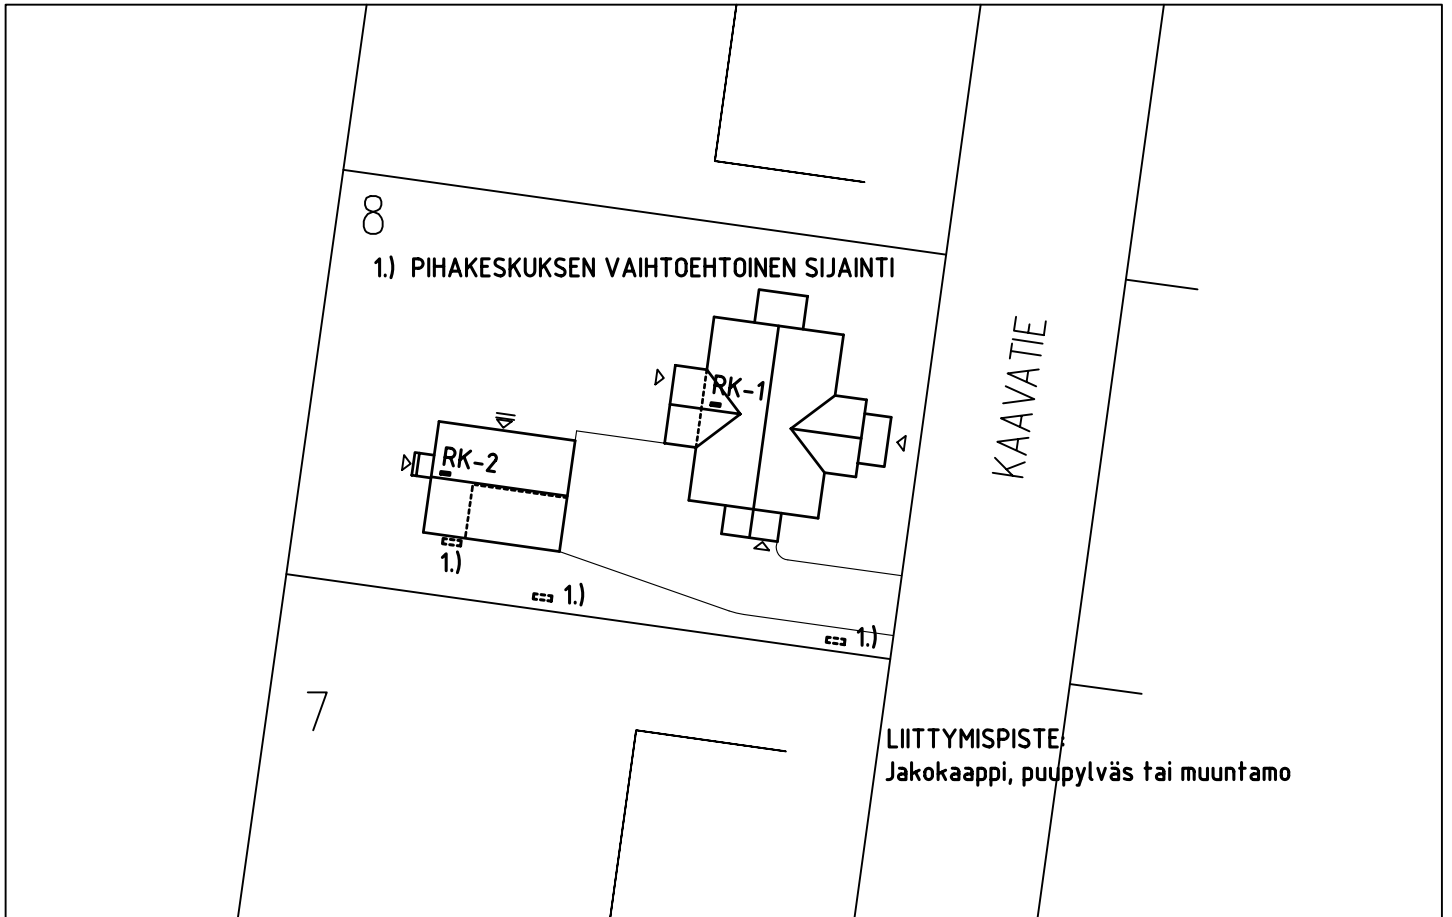 8
1.) PIHAKESKUKSEN VAIHTOEHTOINEN SIJAINTI
KAAVATIE
RK-1
RK-2
1.)
1.)
1.)
7
LIITTYMISPISTE:
Jakokaappi, puupylväs tai muuntamo